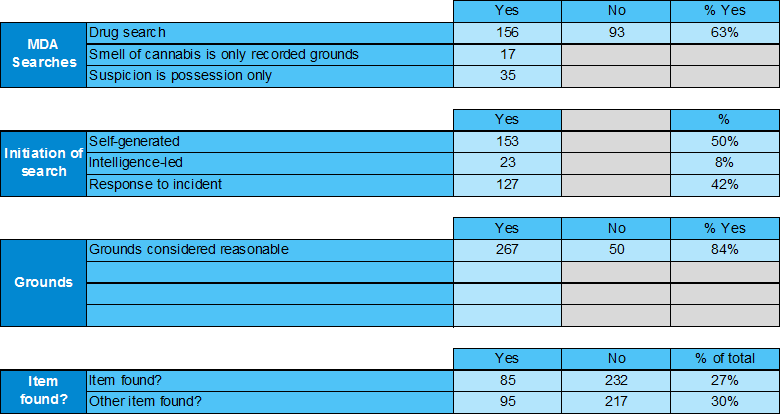 Yes No % Yes
MDA Searches Drug search 156 93 63%
Smell of cannabis is only recorded grounds 17
Suspicion is possession only 35
Yes %
Initiation of search Self-generated 153 50%
Intelligence-led 23 8%
Response to incident 127 42%
Yes No % Yes
Grounds Grounds considered reasonable 267 50 84%
Yes No % of total
Item found? Item found? 85 232 27%
Other item found? 95 217 30%